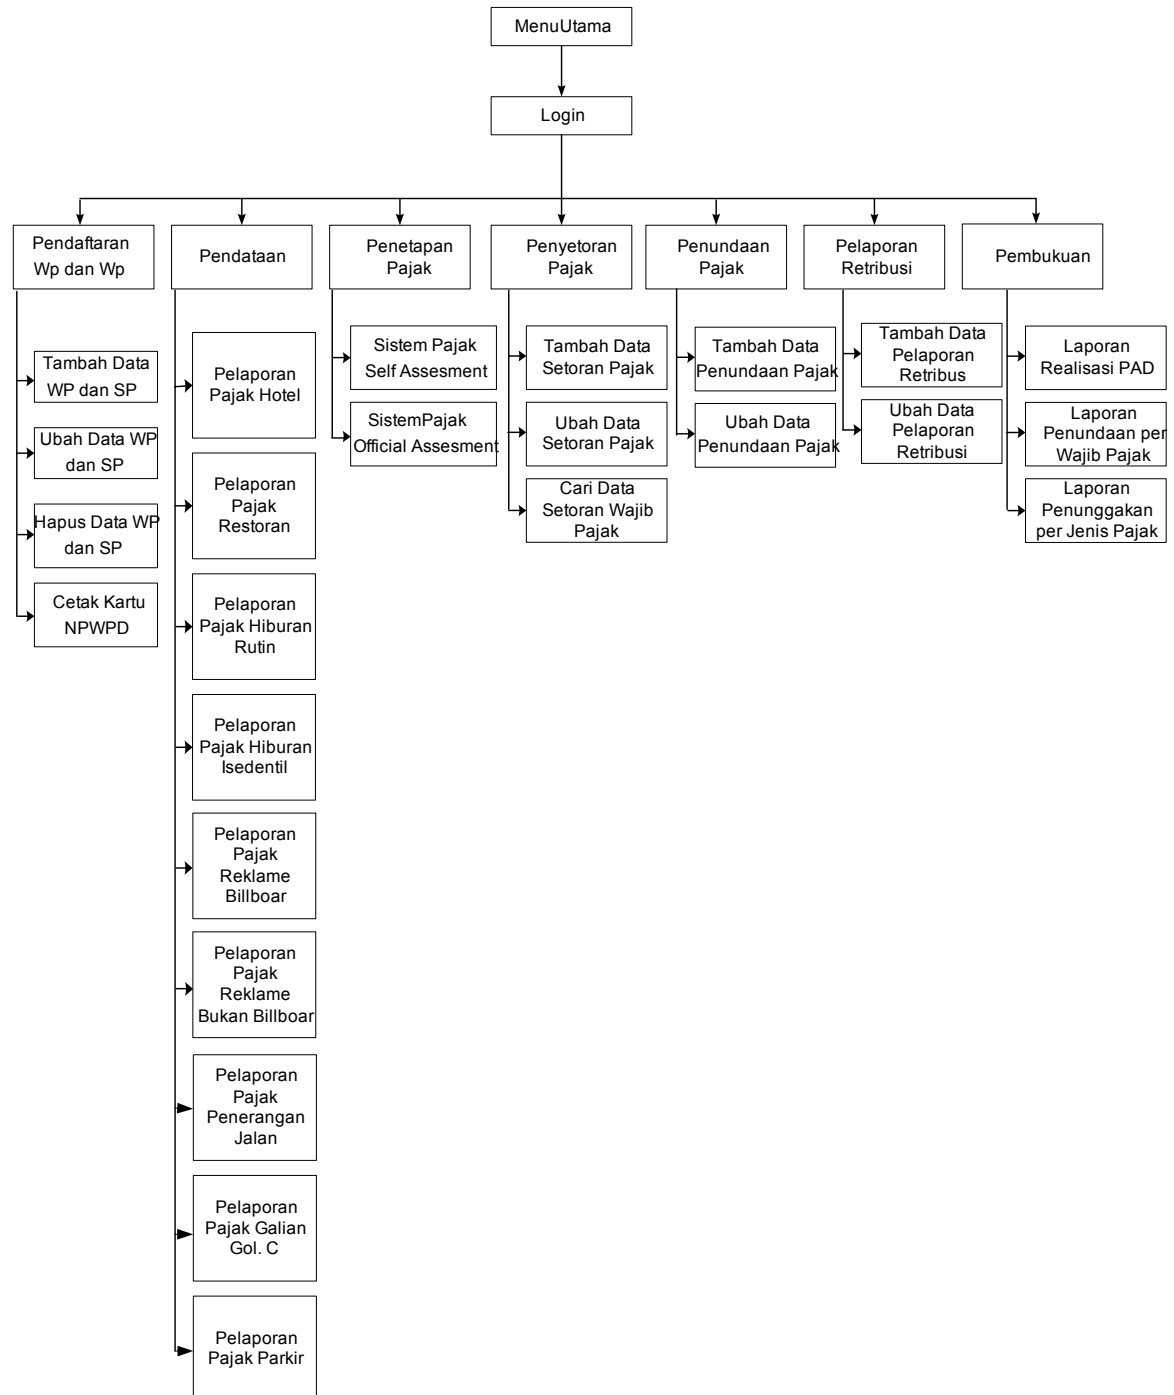 MenuUtama
Login
Pendaftaran
Wp dan Wp
Pendataan
Penetapan
Pajak
Penyetoran
Pajak
Penundaan
Pajak
Pelaporan
Retribusi
Pembukuan
Tambah Data
WP dan SP
Ubah Data WP
dan SP
Hapus Data WP
dan SP
Cetak Kartu
NPWPD
Pelaporan
Pajak Hotel
Pelaporan
Pajak
Restoran
Pelaporan
Pajak Hiburan
Rutin
Pelaporan
Pajak Hiburan
Isedentil
Pelaporan
Pajak
Reklame
Billboar
Pelaporan
Pajak
Reklame
Bukan Billboar
Pelaporan
Pajak
Penerangan
Jalan
Pelaporan
Pajak Galian
Gol. C
Pelaporan
Pajak Parkir
Sistem Pajak
Self Assesment
SistemPajak
Official Assesment
Tambah Data
Setoran Pajak
Ubah Data
Setoran Pajak
Cari Data
Setoran Wajib
Pajak
Tambah Data
Penundaan Pajak
Ubah Data
Penundaan Pajak
Tambah Data
Pelaporan
Retribus
Ubah Data
Pelaporan
Retribusi
Laporan
Realisasi PAD
Laporan
Penundaan per
Wajib Pajak
Laporan
Penunggakan
per Jenis Pajak